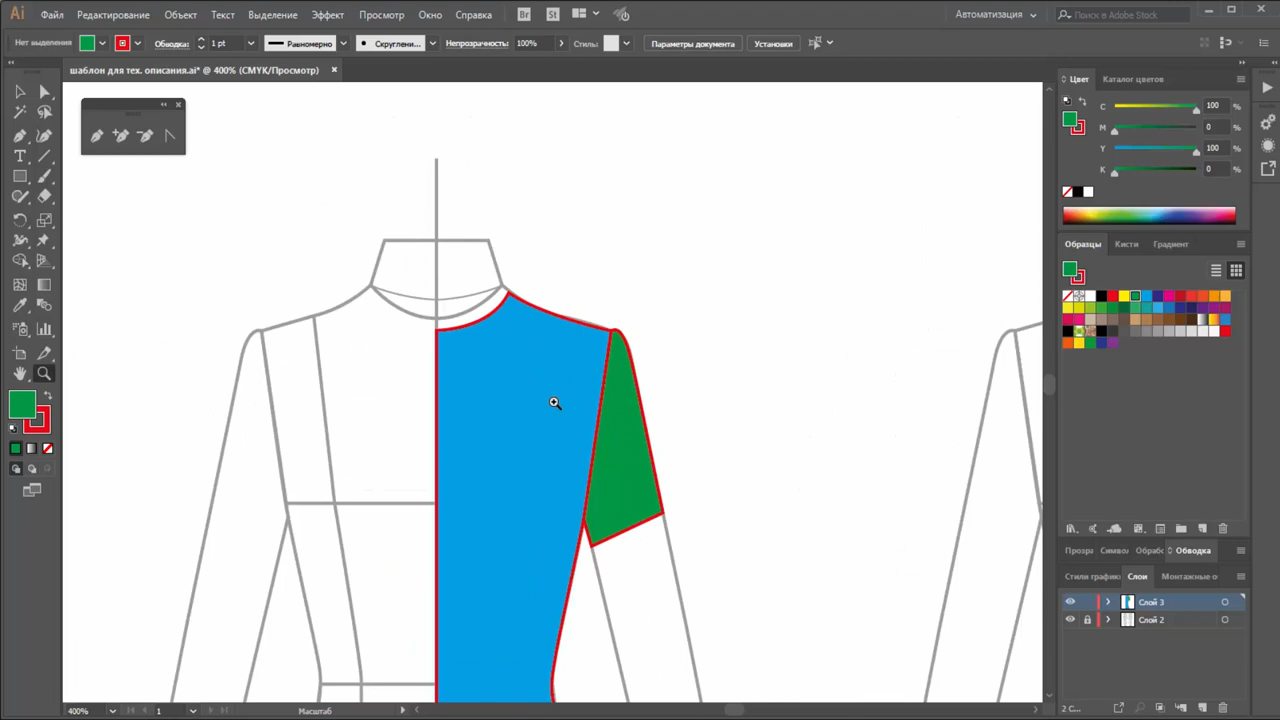 Ai Файл Редактирование Объект Текст Выделение Эффект Просмотр Окно Справка Br St Автоматизация Поиск в Adobe Stock
Нет выделения Обводка: 1 pt Равномерно Скруглени... Непрозрачность: 100% Стиль: Параметры документа Установки
шаблон для тех. описания.ai* @ 400% (CMYK/Просмотр)
Цвет Каталог цветов
C 100 %
M 0 %
Y 100 %
K 0 %
Образцы Кисти Градиент
Прозра Символ Обрабо Обводка
Стили график Слои Монтажные о
Слой 3
Слой 2
400% 1 Масштаб 2 С...